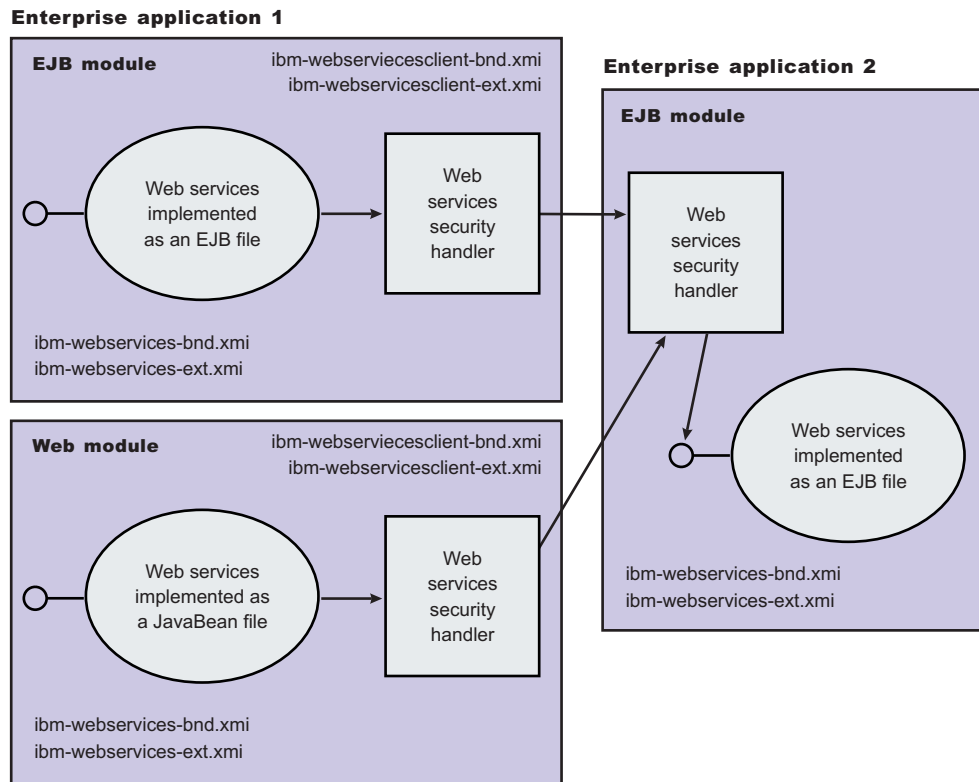 Enterprise application 1
EJB module
ibm-webserviecesclient-bnd.xmi
ibm-webservicesclient-ext.xmi
Web services
implemented
as an EJB file
Web
services
security
handler
ibm-webservices-bnd.xmi
ibm-webservices-ext.xmi
Web module
ibm-webserviecesclient-bnd.xmi
ibm-webservicesclient-ext.xmi
Web services
implemented as
a JavaBean file
Web
services
security
handler
ibm-webservices-bnd.xmi
ibm-webservices-ext.xmi
Enterprise application 2
EJB module
Web
services
security
handler
Web services
implemented
as an EJB file
ibm-webservices-bnd.xmi
ibm-webservices-ext.xmi